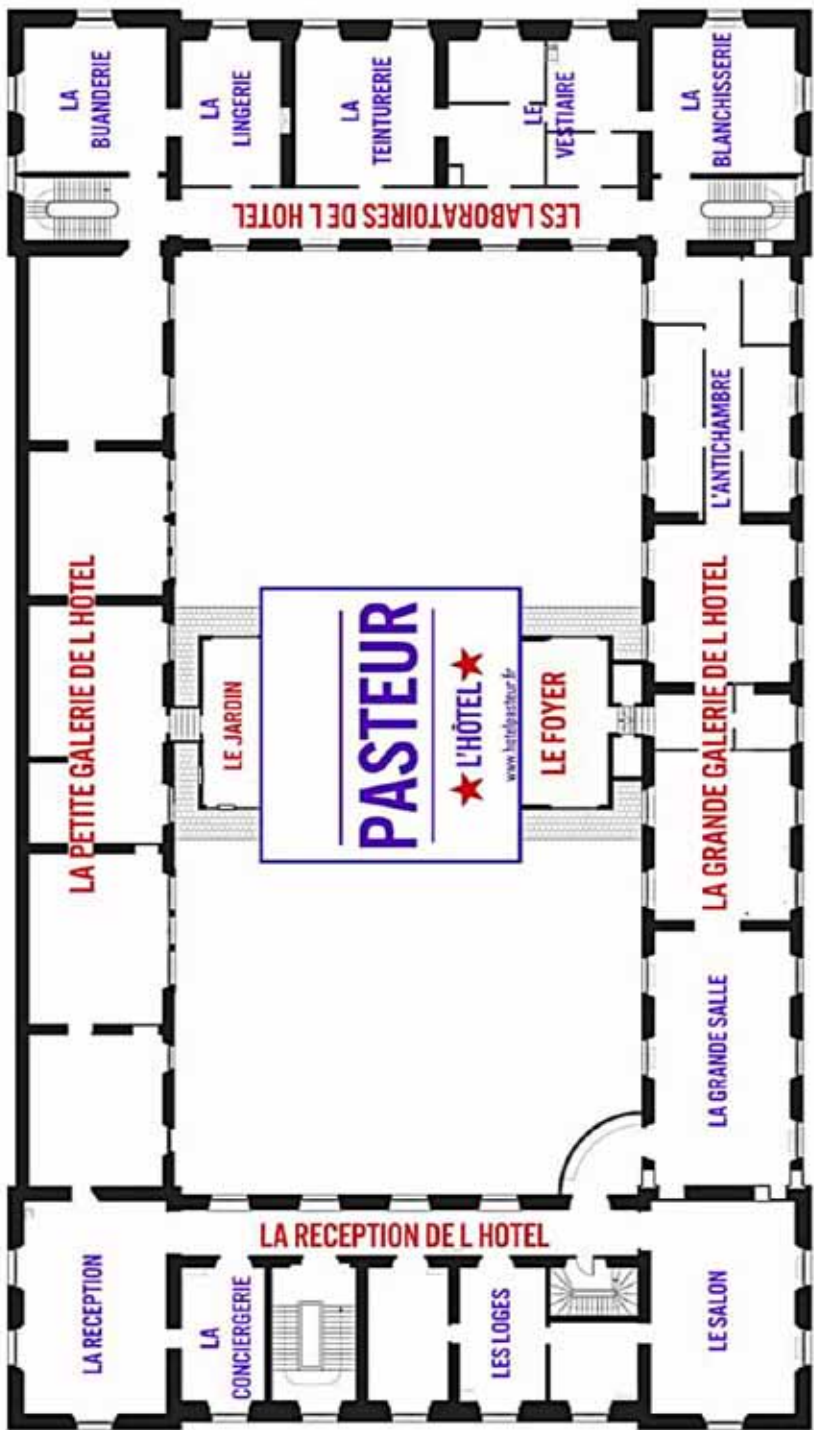 LA
BUANDERIE
LA
LINGERIE
LA
TEINTURERIE
LE
VESTIAIRE
LA
BLANCHISSERIE
LES LABORATOIRES DE L HOTEL
L'ANTICHAMBRE
LA PETITE GALERIE DE L HOTEL
LE JARDIN
PASTEUR
★ L'HÔTEL ★
www.hotelpasteur.fr
LE FOYER
LA GRANDE GALERIE DE L HOTEL
LA GRANDE SALLE
LA RECEPTION DE L HOTEL
LA RECEPTION
LA
CONCIERGERIE
LES LOGES
LE SALON